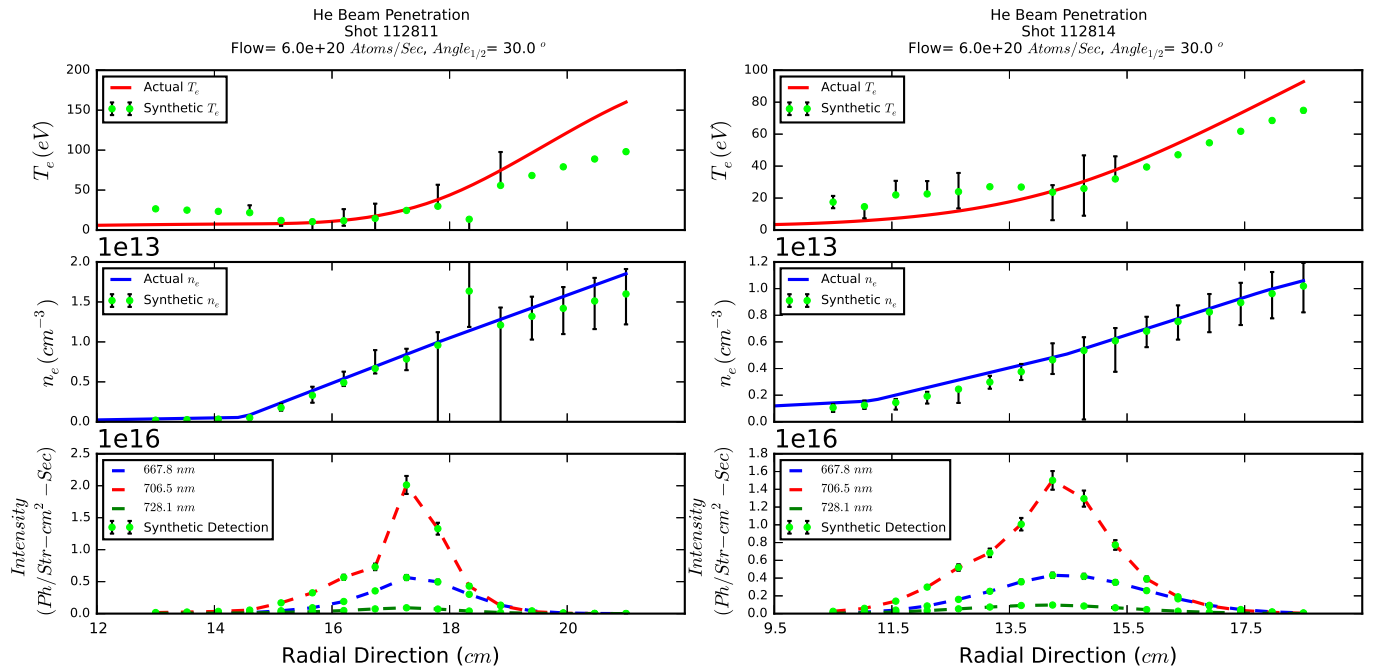 He Beam Penetration
Shot 112811
Flow= 6.0e+20 Atoms/Sec, Angle1/2= 30.0 o
200
150
100
50
0
Te(eV)
Actual Te
Synthetic Te
1e13
2.0
1.5
1.0
0.5
0.0
ne(cm−3)
Actual ne
Synthetic ne
1e16
2.5
2.0
1.5
1.0
0.5
0.0
Intensity
(Ph/Str−cm2 −Sec)
667.8 nm
706.5 nm
728.1 nm
Synthetic Detection
12 14 16 18 20
Radial Direction (cm)
He Beam Penetration
Shot 112814
Flow= 6.0e+20 Atoms/Sec, Angle1/2= 30.0 o
100
80
60
40
20
0
Te(eV)
Actual Te
Synthetic Te
1e13
1.2
1.0
0.8
0.6
0.4
0.2
0.0
ne(cm−3)
Actual ne
Synthetic ne
1e16
1.8
1.6
1.4
1.2
1.0
0.8
0.6
0.4
0.2
0.0
Intensity
(Ph/Str−cm2 −Sec)
667.8 nm
706.5 nm
728.1 nm
Synthetic Detection
9.5 11.5 13.5 15.5 17.5
Radial Direction (cm)